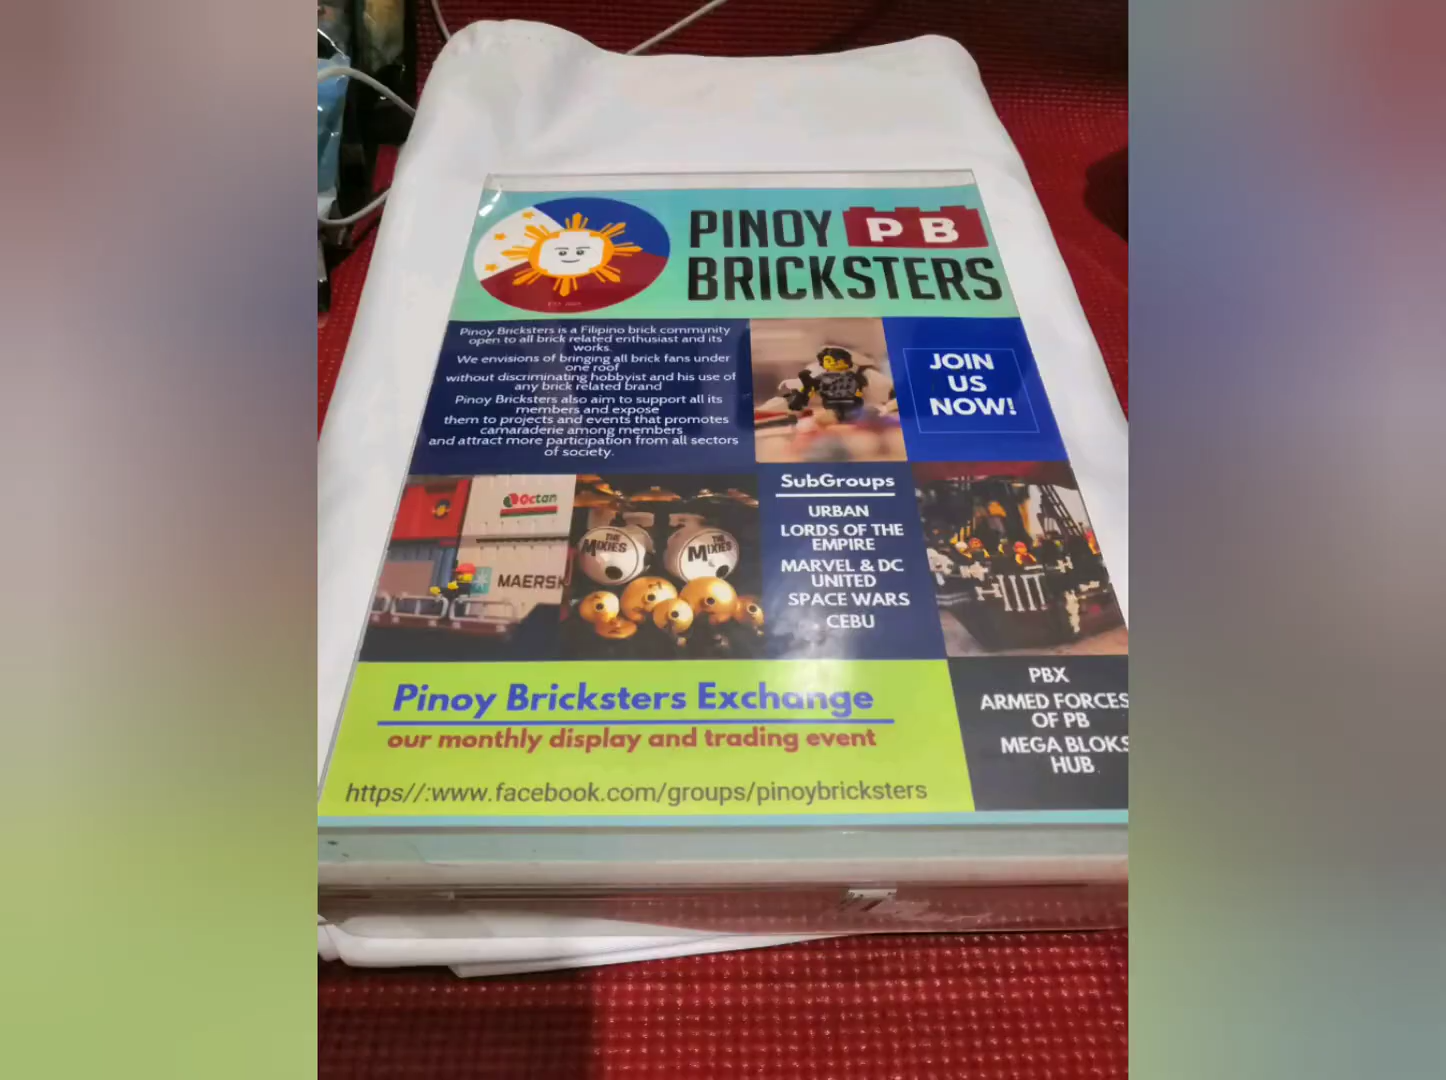 PINOY PB
BRICKSTERS
Pinoy Bricksters is a Filipino brick community
open to all brick related enthusiast and its
works.
We envisions of bringing all brick fans under
one roof
without discriminating hobbyist and his use of
any brick related brand
Pinoy Bricksters also aim to support all its
members and expose
them to projects and events that promotes
camaraderie among members
and attract more participation from all sectors
of society.
JOIN
US
NOW!
Octan
MAERSK
THE
MIXIES
THE
MIXIES
SubGroups
URBAN
LORDS OF THE
EMPIRE
MARVEL & DC
UNITED
SPACE WARS
CEBU
PBX
ARMED FORCES
OF PB
MEGA BLOKS
HUB
Pinoy Bricksters Exchange
our monthly display and trading event
https//:www.facebook.com/groups/pinoybricksters